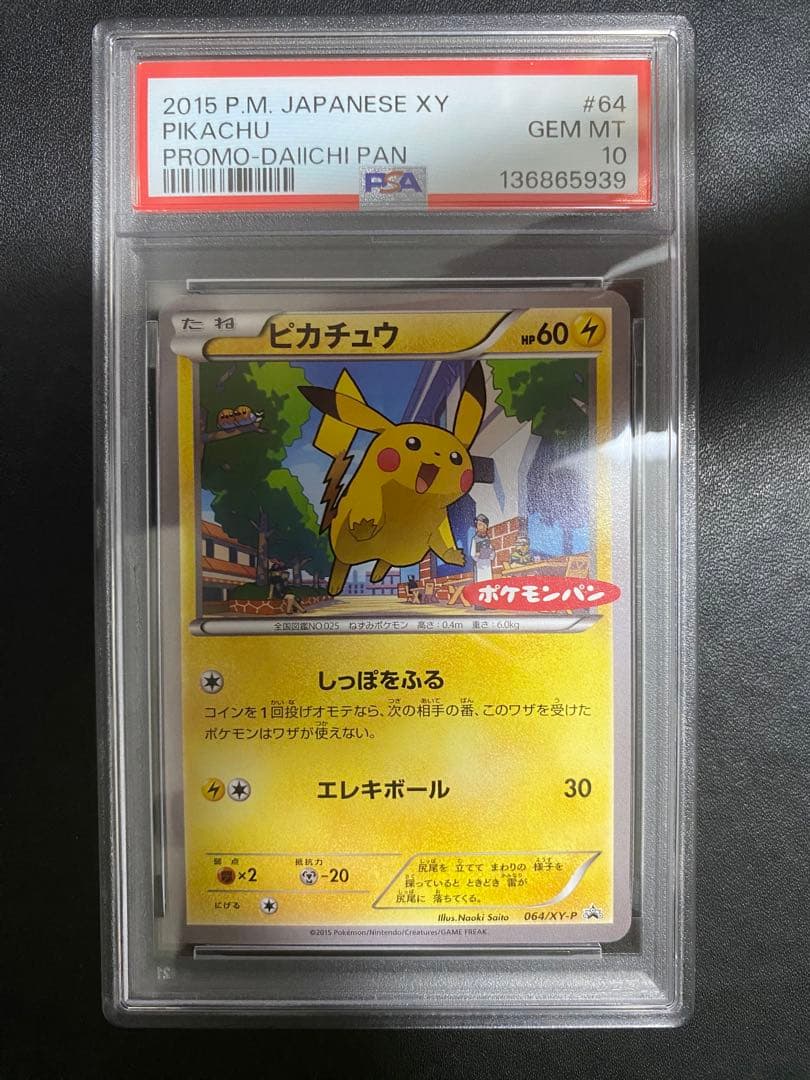 2015 P.M. JAPANESE XY #64
PIKACHU GEM MT
PROMO-DAIICHI PAN 10
PSA 136865939
たね ピカチュウ HP60
ポケモンパン
全国図鑑NO.025 ねずみポケモン 高さ:0.4m 重さ:6.0kg
しっぽをふる
コインを1回投げオモテなら、次の相手の番、このワザを受けた
ポケモンはワザが使えない。
エレキボール 30
弱点 抵抗力
×2 -20
にげる
尻尾を 立てて まわりの 様子を
探っていると ときどき 雷が
尻尾に 落ちてくる。
Illus.Naoki Saito 064/XY-P
©2015 Pokémon/Nintendo/Creatures/GAME FREAK.